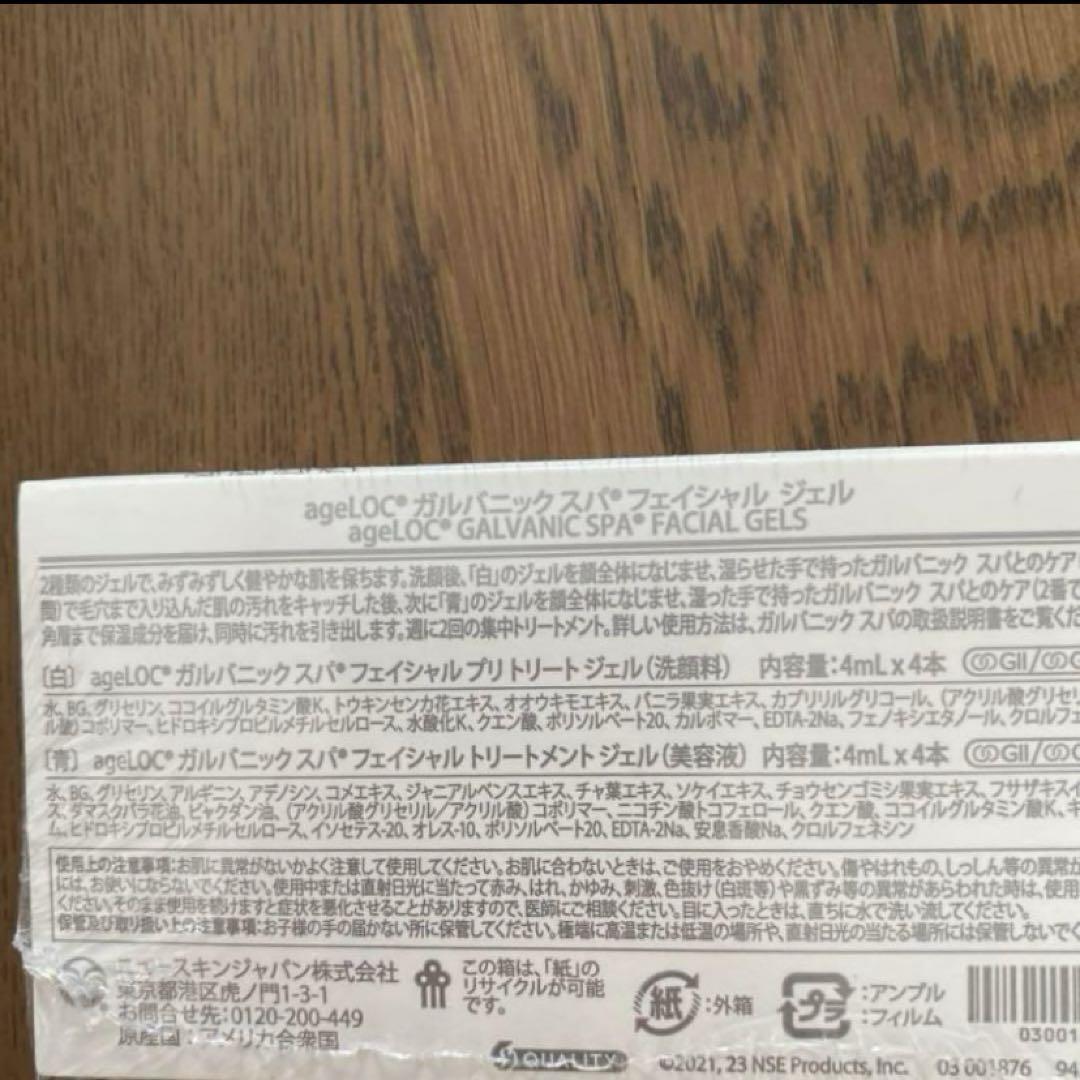 ageLOC® ガルバニック スパ® フェイシャル ジェル
ageLOC® GALVANIC SPA® FACIAL GELS
2種類のジェルで、みずみずしく健やかな肌を保ちます。洗顔後、「白」のジェルを顔全体になじませ、湿らせた手で持ったガルバニック スパとのケア(
間)で毛穴まで入り込んだ肌の汚れをキャッチした後、次に「青」のジェルを顔全体になじませ、湿った手で持ったガルバニック スパとのケア(2番で
角層まで保湿成分を届け、同時に汚れを引き出します。週に2回の集中トリートメント。詳しい使用方法は、ガルバニック スパの取扱説明書をご覧くだ
〔白〕 ageLOC® ガルバニック スパ® フェイシャル プリ トリート ジェル(洗顔料) 内容量:4mL x 4本 GII/
水、BG、グリセリン、ココイルグルタミン酸K、トウキンセンカ花エキス、オオウキモエキス、バニラ果実エキス、カプリリルグリコール、(アクリル酸グリセリ
ル酸)コポリマー、ヒドロキシプロピルメチルセルロース、水酸化K、クエン酸、ポリソルベート20、カルボマー、EDTA-2Na、フェノキシエタノール、クロルフェ
〔青〕 ageLOC® ガルバニック スパ® フェイシャル トリートメント ジェル(美容液) 内容量:4mL x 4本 GII/
水、BG、グリセリン、アルギニン、アデノシン、コメエキス、ジャニアルベンスエキス、チャ葉エキス、ソケイエキス、チョウセンゴミシ果実エキス、フサザキスイ
ス、ダマスクバラ花油、ビャクダン油、(アクリル酸グリセリル/アクリル酸)コポリマー、ニコチン酸トコフェロール、クエン酸、ココイルグルタミン酸K、キ
ム、ヒドロキシプロピルメチルセルロース、イソセテス-20、オレス-10、ポリソルベート20、EDTA-2Na、安息香酸Na、クロルフェネシン
使用上の注意事項:お肌に異常がないかよく注意して使用してください。お肌に合わないときは、ご使用をおやめください。傷やはれもの、しっしん等の異常が
には、お使いにならないでください。使用中または直射日光に当たって赤み、はれ、かゆみ、刺激、色抜け(白斑等)や黒ずみ等の異常があらわれた時は、使用
ください。そのまま使用を続けますと症状を悪化させることがありますので、医師にご相談ください。目に入ったときは、直ちに水で洗い流してください。
保管及び取り扱い上の注意事項:お子様の手の届かない所に保管してください。極端に高温または低温の場所や、直射日光の当たる場所には保管しないでく
ニュースキンジャパン株式会社
東京都港区虎ノ門1-3-1
お問合せ先:0120-200-449
原産国:アメリカ合衆国
この箱は、「紙」の
リサイクルが可能
です。
紙 :外箱
プラ :アンプル
:フィルム
03001
QUALITY
©2021, 23 NSE Products, Inc. 03 001876 94